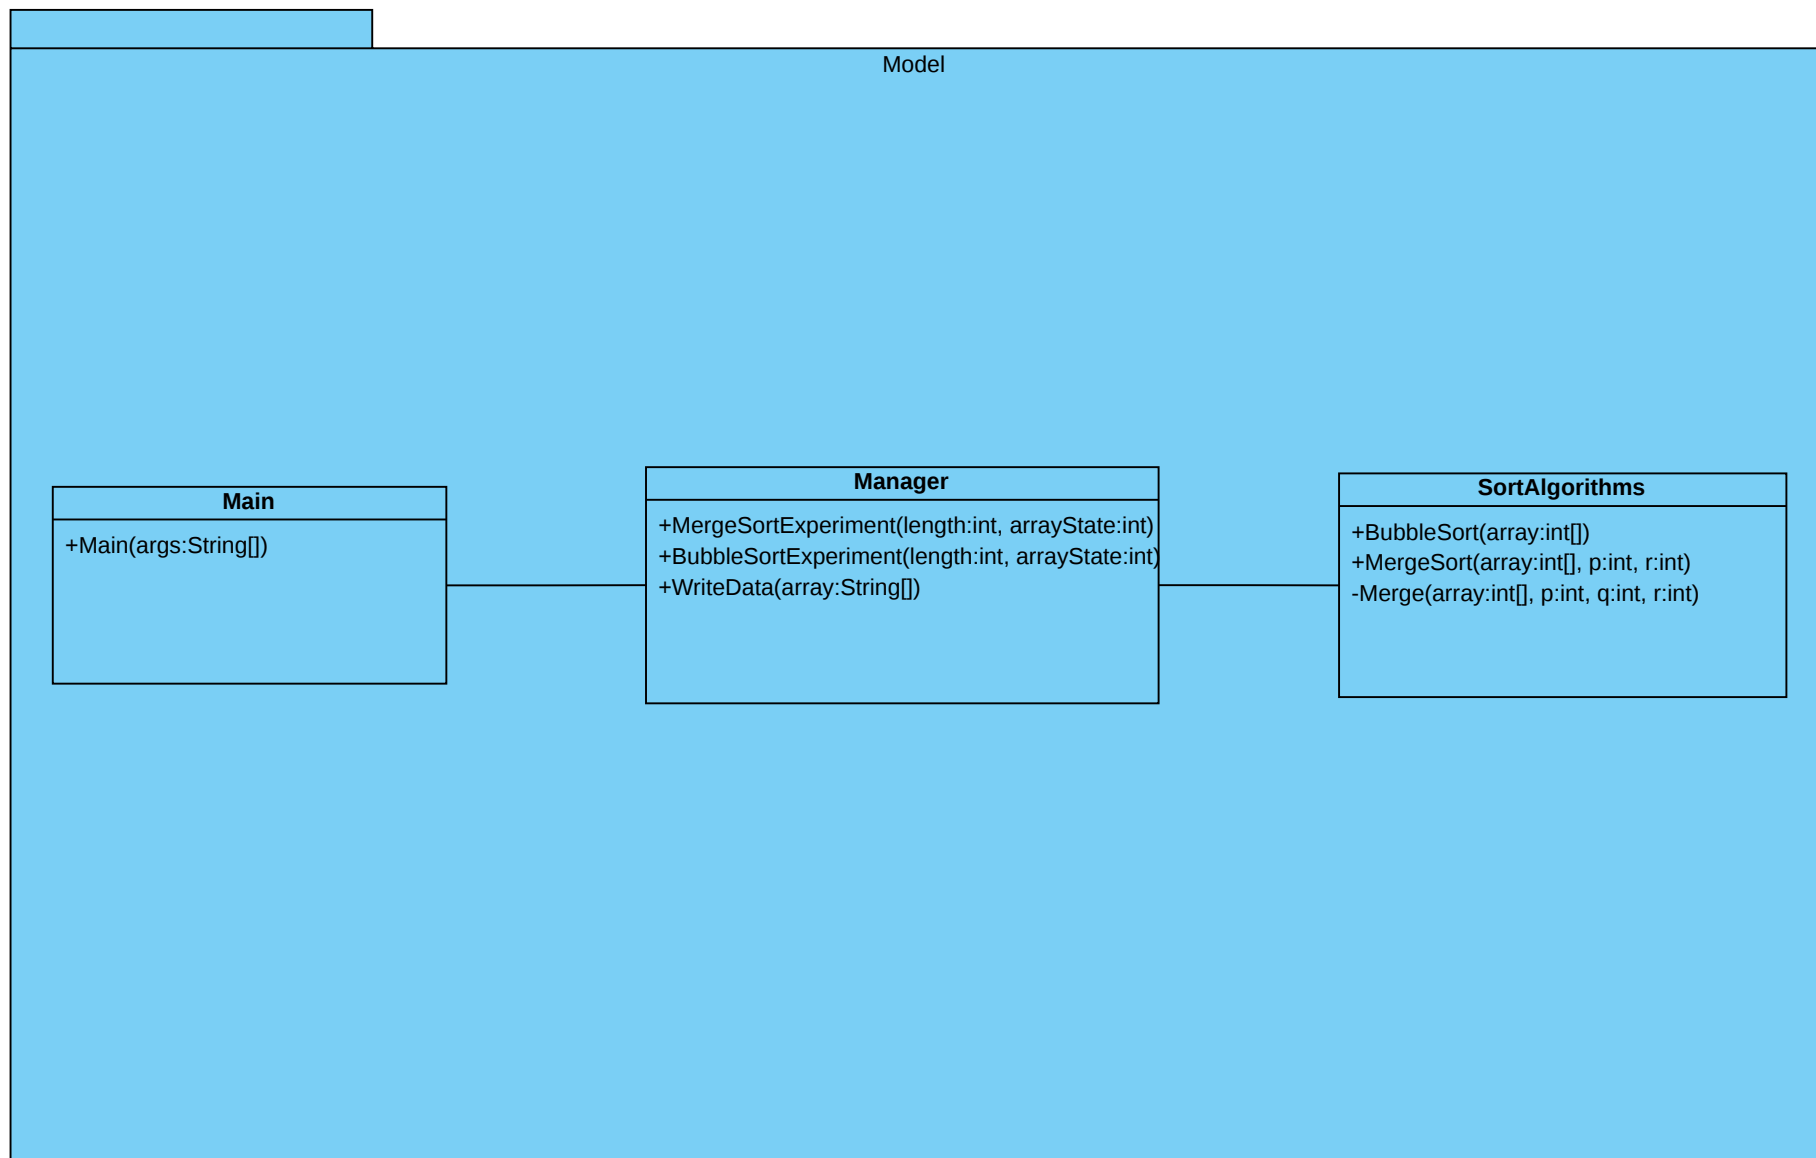 Model
Main
+Main(args:String[])
Manager
+MergeSortExperiment(length:int, arrayState:int)
+BubbleSortExperiment(length:int, arrayState:int)
+WriteData(array:String[])
SortAlgorithms
+BubbleSort(array:int[])
+MergeSort(array:int[], p:int, r:int)
-Merge(array:int[], p:int, q:int, r:int)